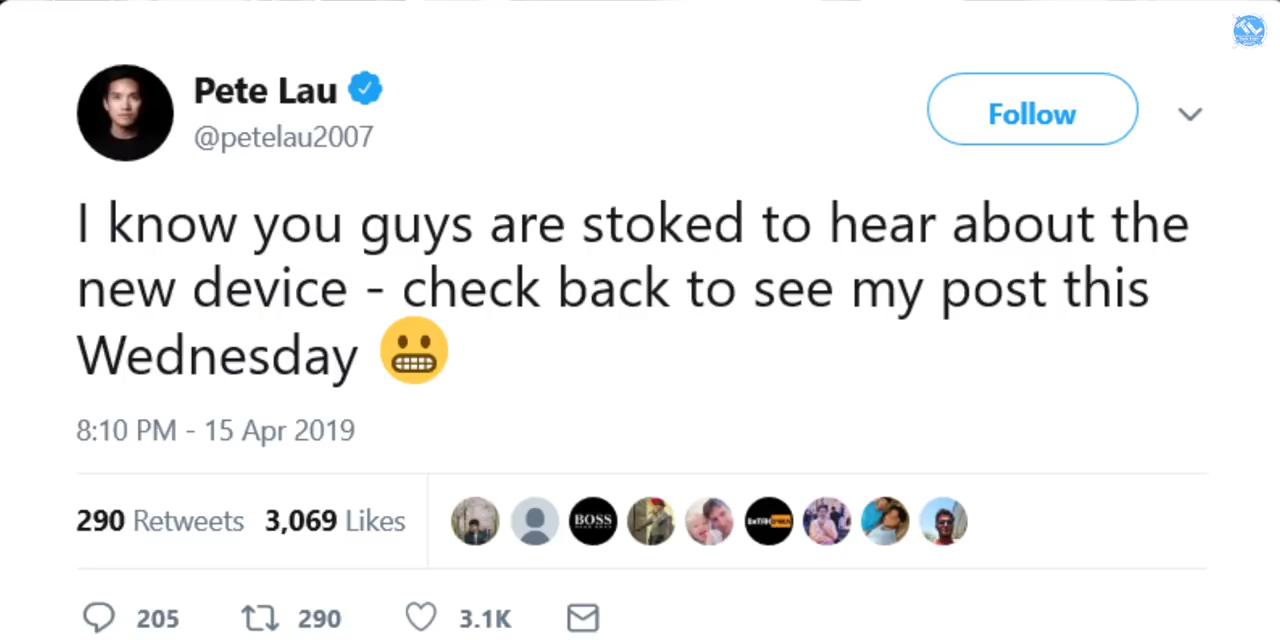 Pete Lau
@petelau2007
Follow
I know you guys are stoked to hear about the
new device - check back to see my post this
Wednesday 😬
8:10 PM - 15 Apr 2019
290 Retweets 3,069 Likes
BOSS
205 290 3.1K